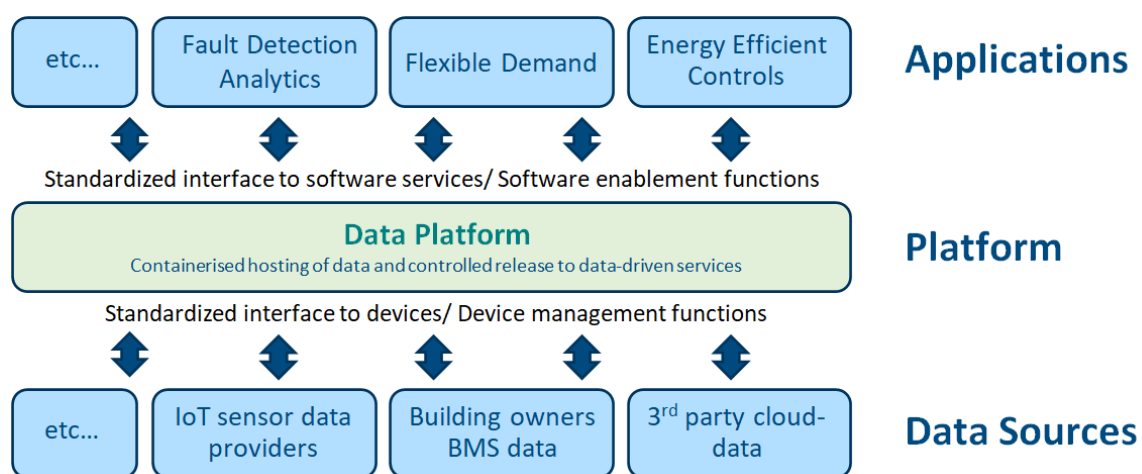 etc...
Fault Detection
Analytics
Flexible Demand
Energy Efficient
Controls
Applications
Standardized interface to software services/ Software enablement functions
Data Platform
Containerised hosting of data and controlled release to data-driven services
Platform
Standardized interface to devices/ Device management functions
etc...
IoT sensor data
providers
Building owners
BMS data
3rd party cloud-
data
Data Sources